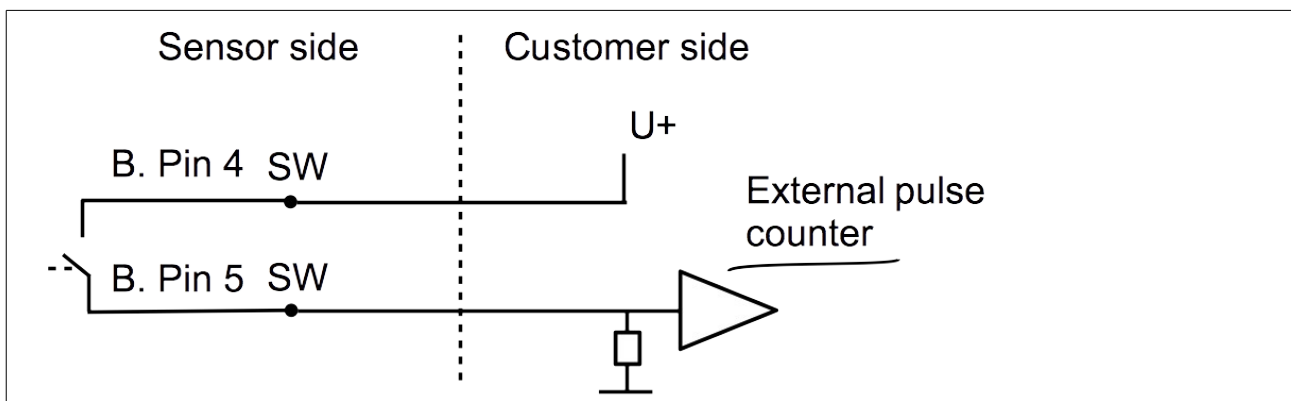 Sensor side
Customer side
U+
B. Pin 4 SW
External pulse
counter
B. Pin 5 SW